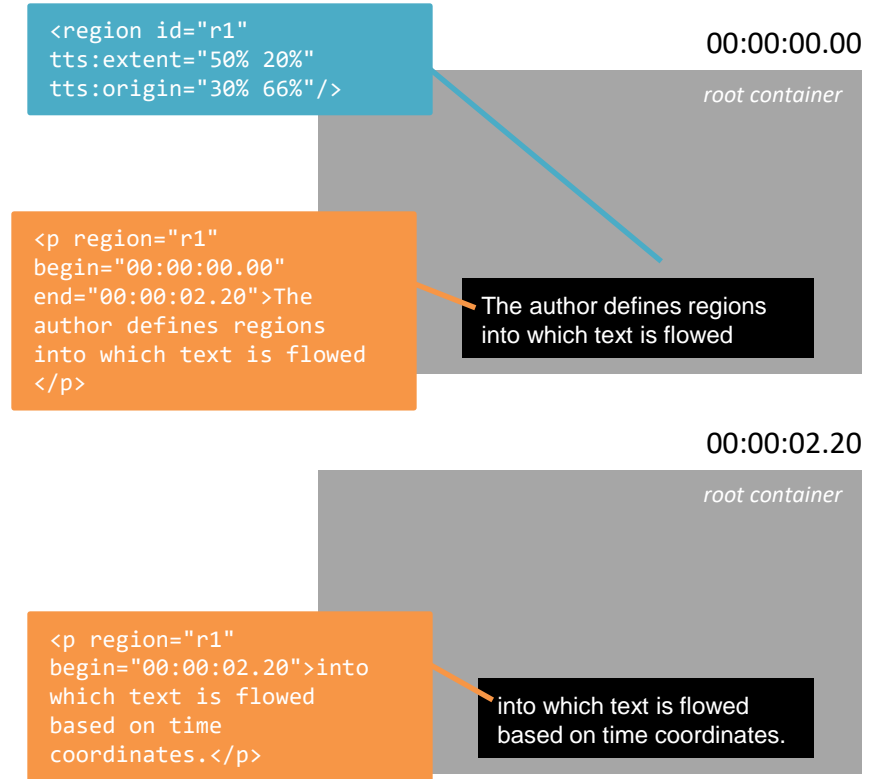 <region id="r1"
tts:extent="50% 20%"
tts:origin="30% 66%"/>
00:00:00.00
root container
<p region="r1"
begin="00:00:00.00"
end="00:00:02.20">The
author defines regions
into which text is flowed
</p>
The author defines regions
into which text is flowed
00:00:02.20
root container
<p region="r1"
begin="00:00:02.20">into
which text is flowed
based on time
coordinates.</p>
into which text is flowed
based on time coordinates.